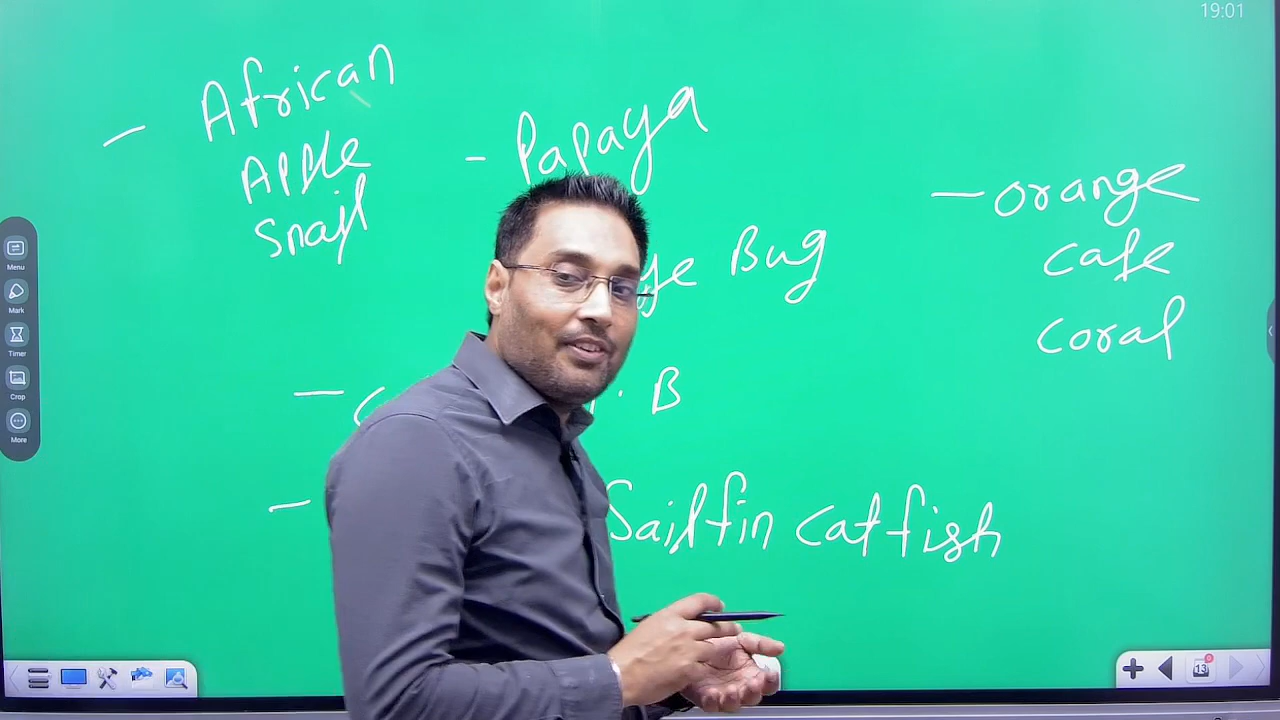 19:01
- African
Apple
Snail
- Papaya
Bug
- orange
cafe
coral
-
. B
- Sailfin catfish
Menu
Mark
Timer
Crop
More
13